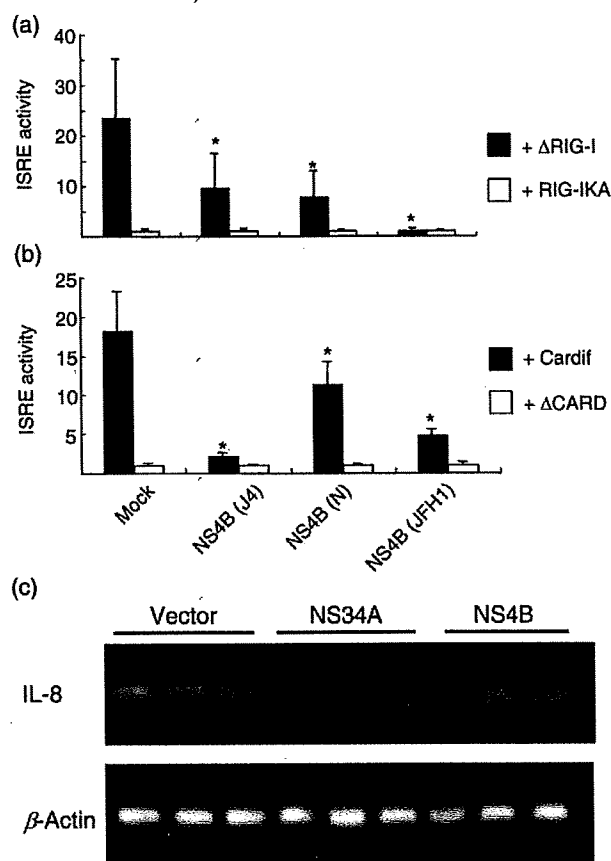 (a)
40
30
20
10
ISRE activity
+ ΔRIG-I
+ RIG-IKA
* * *
(b)
25
20
15
10
5
ISRE activity
+ Cardif
+ ΔCARD
* * *
Mock
NS4B (J4)
NS4B (N)
NS4B (JFH1)
(c)
Vector NS34A NS4B
IL-8
β-Actin